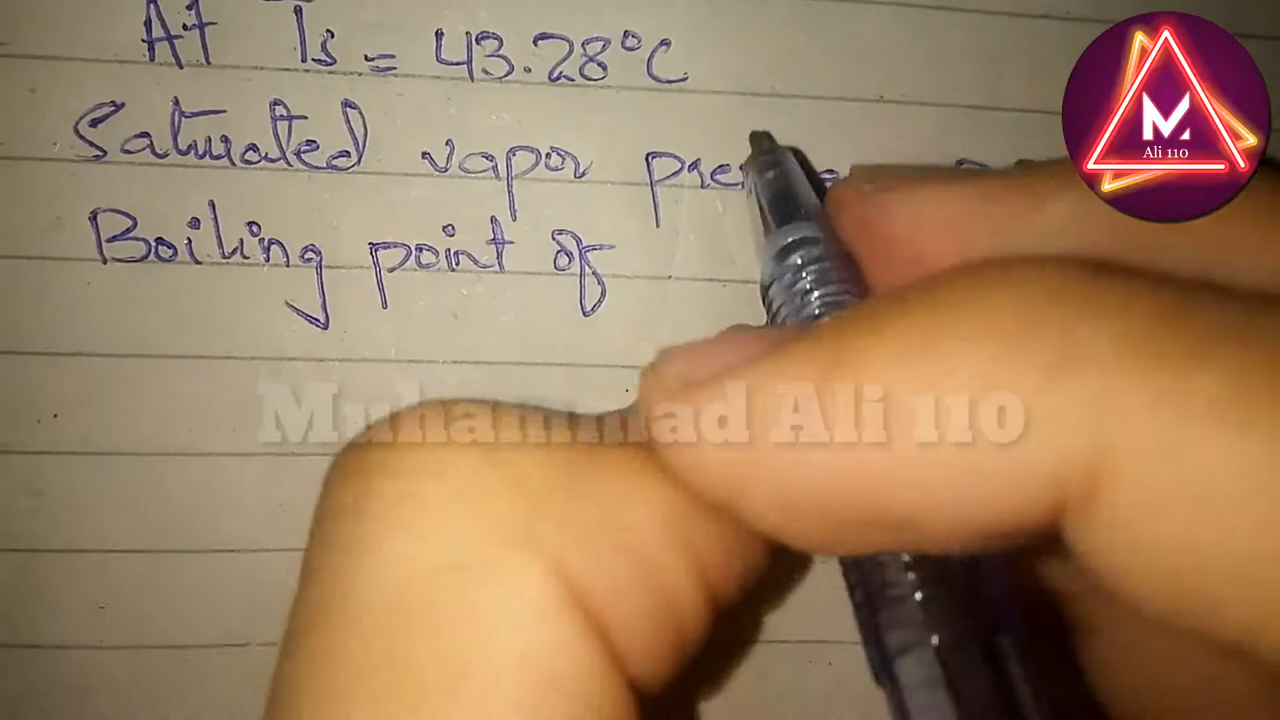 At Ts = 43.28°C
Saturated vapor
Boiling point of
Muhammad Ali 110
M.
Ali 110